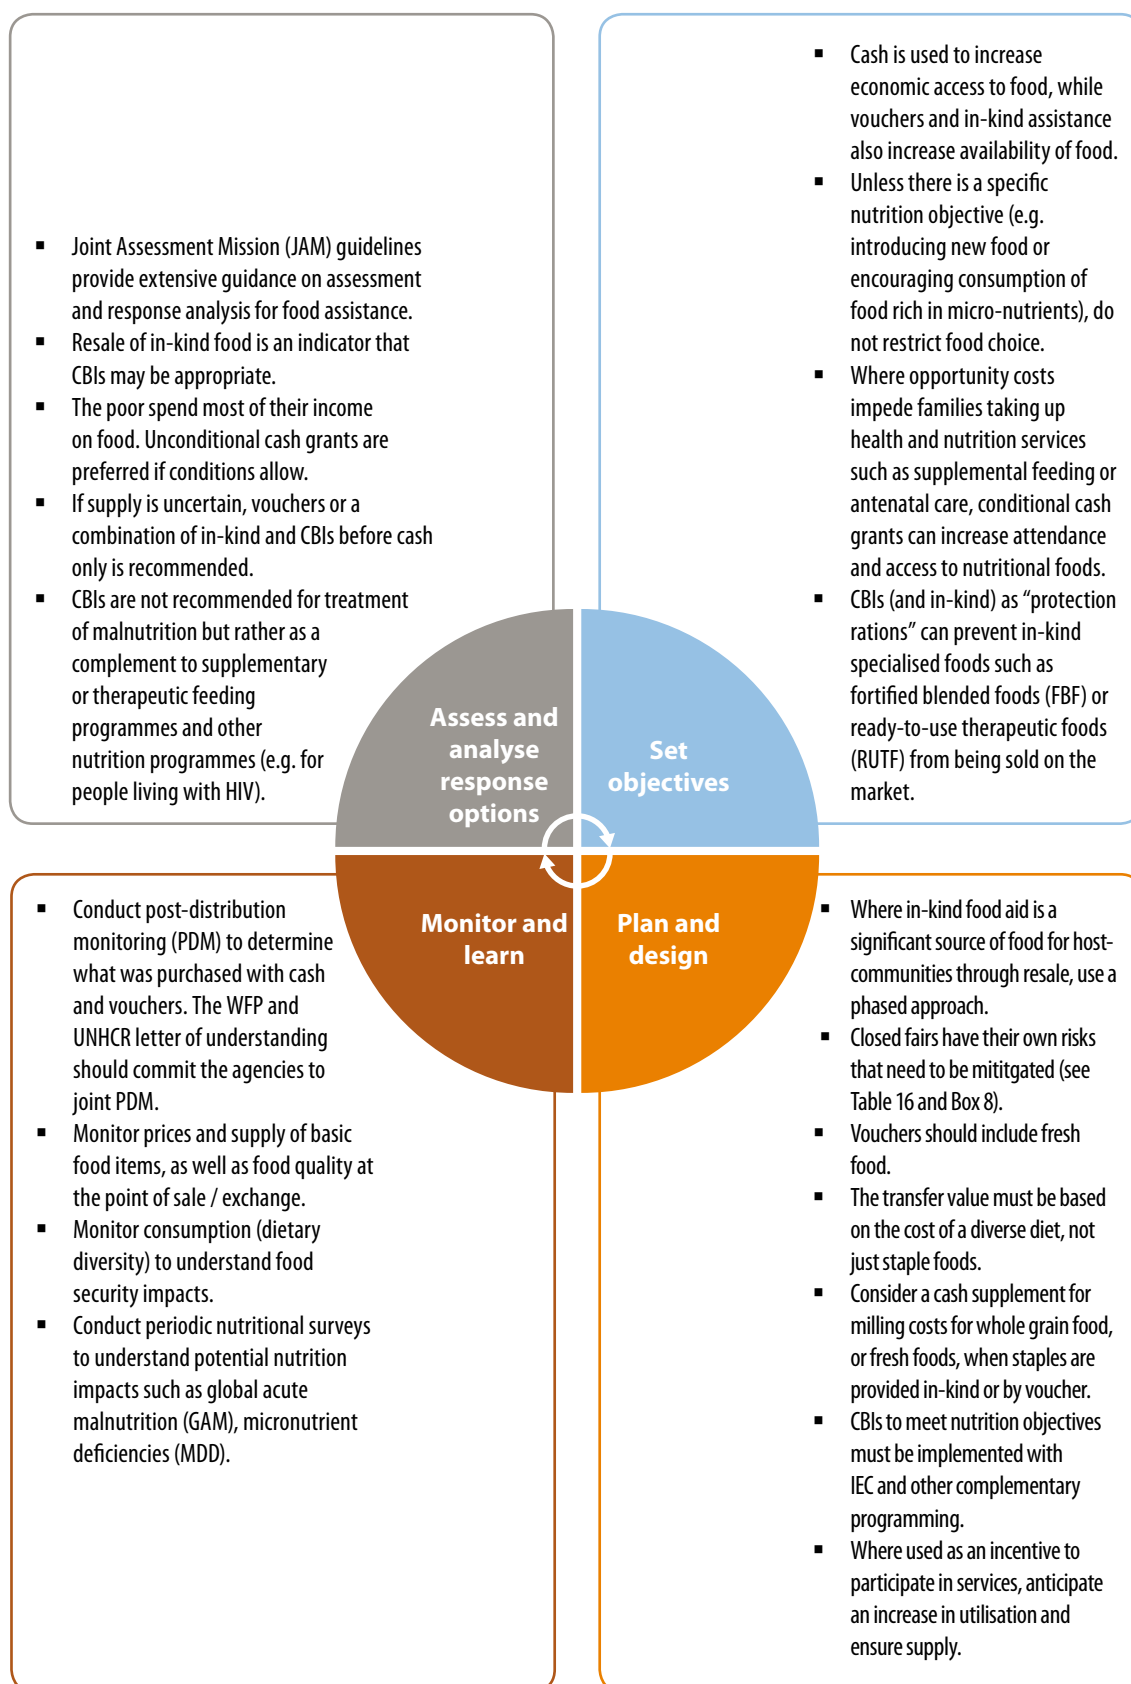 ▪ Joint Assessment Mission (JAM) guidelines
provide extensive guidance on assessment
and response analysis for food assistance.
▪ Resale of in-kind food is an indicator that
CBIs may be appropriate.
▪ The poor spend most of their income
on food. Unconditional cash grants are
preferred if conditions allow.
▪ If supply is uncertain, vouchers or a
combination of in-kind and CBIs before cash
only is recommended.
▪ CBIs are not recommended for treatment
of malnutrition but rather as a
complement to supplementary
or therapeutic feeding
programmes and other
nutrition programmes (e.g. for
people living with HIV).
▪ Cash is used to increase
economic access to food, while
vouchers and in-kind assistance
also increase availability of food.
▪ Unless there is a specific
nutrition objective (e.g.
introducing new food or
encouraging consumption of
food rich in micro-nutrients), do
not restrict food choice.
▪ Where opportunity costs
impede families taking up
health and nutrition services
such as supplemental feeding or
antenatal care, conditional cash
grants can increase attendance
and access to nutritional foods.
▪ CBIs (and in-kind) as “protection
rations” can prevent in-kind
specialised foods such as
fortified blended foods (FBF) or
ready-to-use therapeutic foods
(RUTF) from being sold on the
market.
Assess and
analyse
response
options
Set
objectives
Monitor and
learn
Plan and
design
▪ Conduct post-distribution
monitoring (PDM) to determine
what was purchased with cash
and vouchers. The WFP and
UNHCR letter of understanding
should commit the agencies to
joint PDM.
▪ Monitor prices and supply of basic
food items, as well as food quality at
the point of sale / exchange.
▪ Monitor consumption (dietary
diversity) to understand food
security impacts.
▪ Conduct periodic nutritional surveys
to understand potential nutrition
impacts such as global acute
malnutrition (GAM), micronutrient
deficiencies (MDD).
▪ Where in-kind food aid is a
significant source of food for host-
communities through resale, use a
phased approach.
▪ Closed fairs have their own risks
that need to be mititgated (see
Table 16 and Box 8).
▪ Vouchers should include fresh
food.
▪ The transfer value must be based
on the cost of a diverse diet, not
just staple foods.
▪ Consider a cash supplement for
milling costs for whole grain food,
or fresh foods, when staples are
provided in-kind or by voucher.
▪ CBIs to meet nutrition objectives
must be implemented with
IEC and other complementary
programming.
▪ Where used as an incentive to
participate in services, anticipate
an increase in utilisation and
ensure supply.